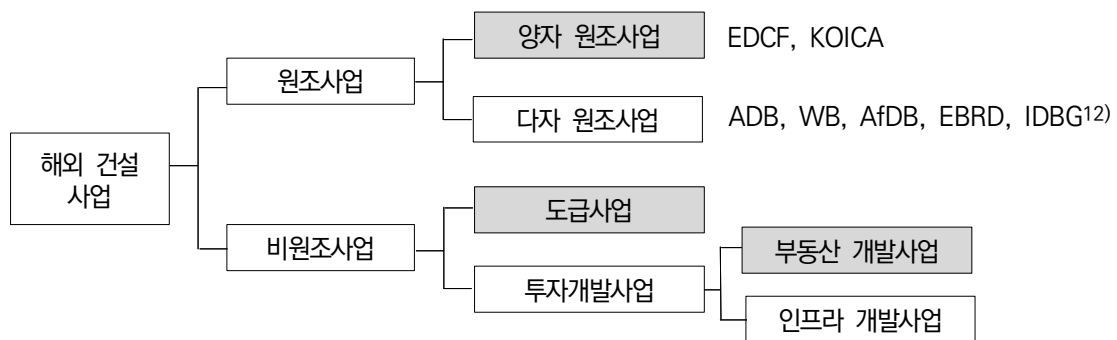 양자 원조사업 EDCF, KOICA
원조사업
다자 원조사업 ADB, WB, AfDB, EBRD, IDBG12)
해외 건설
사업
도급사업
비원조사업
부동산 개발사업
투자개발사업
인프라 개발사업